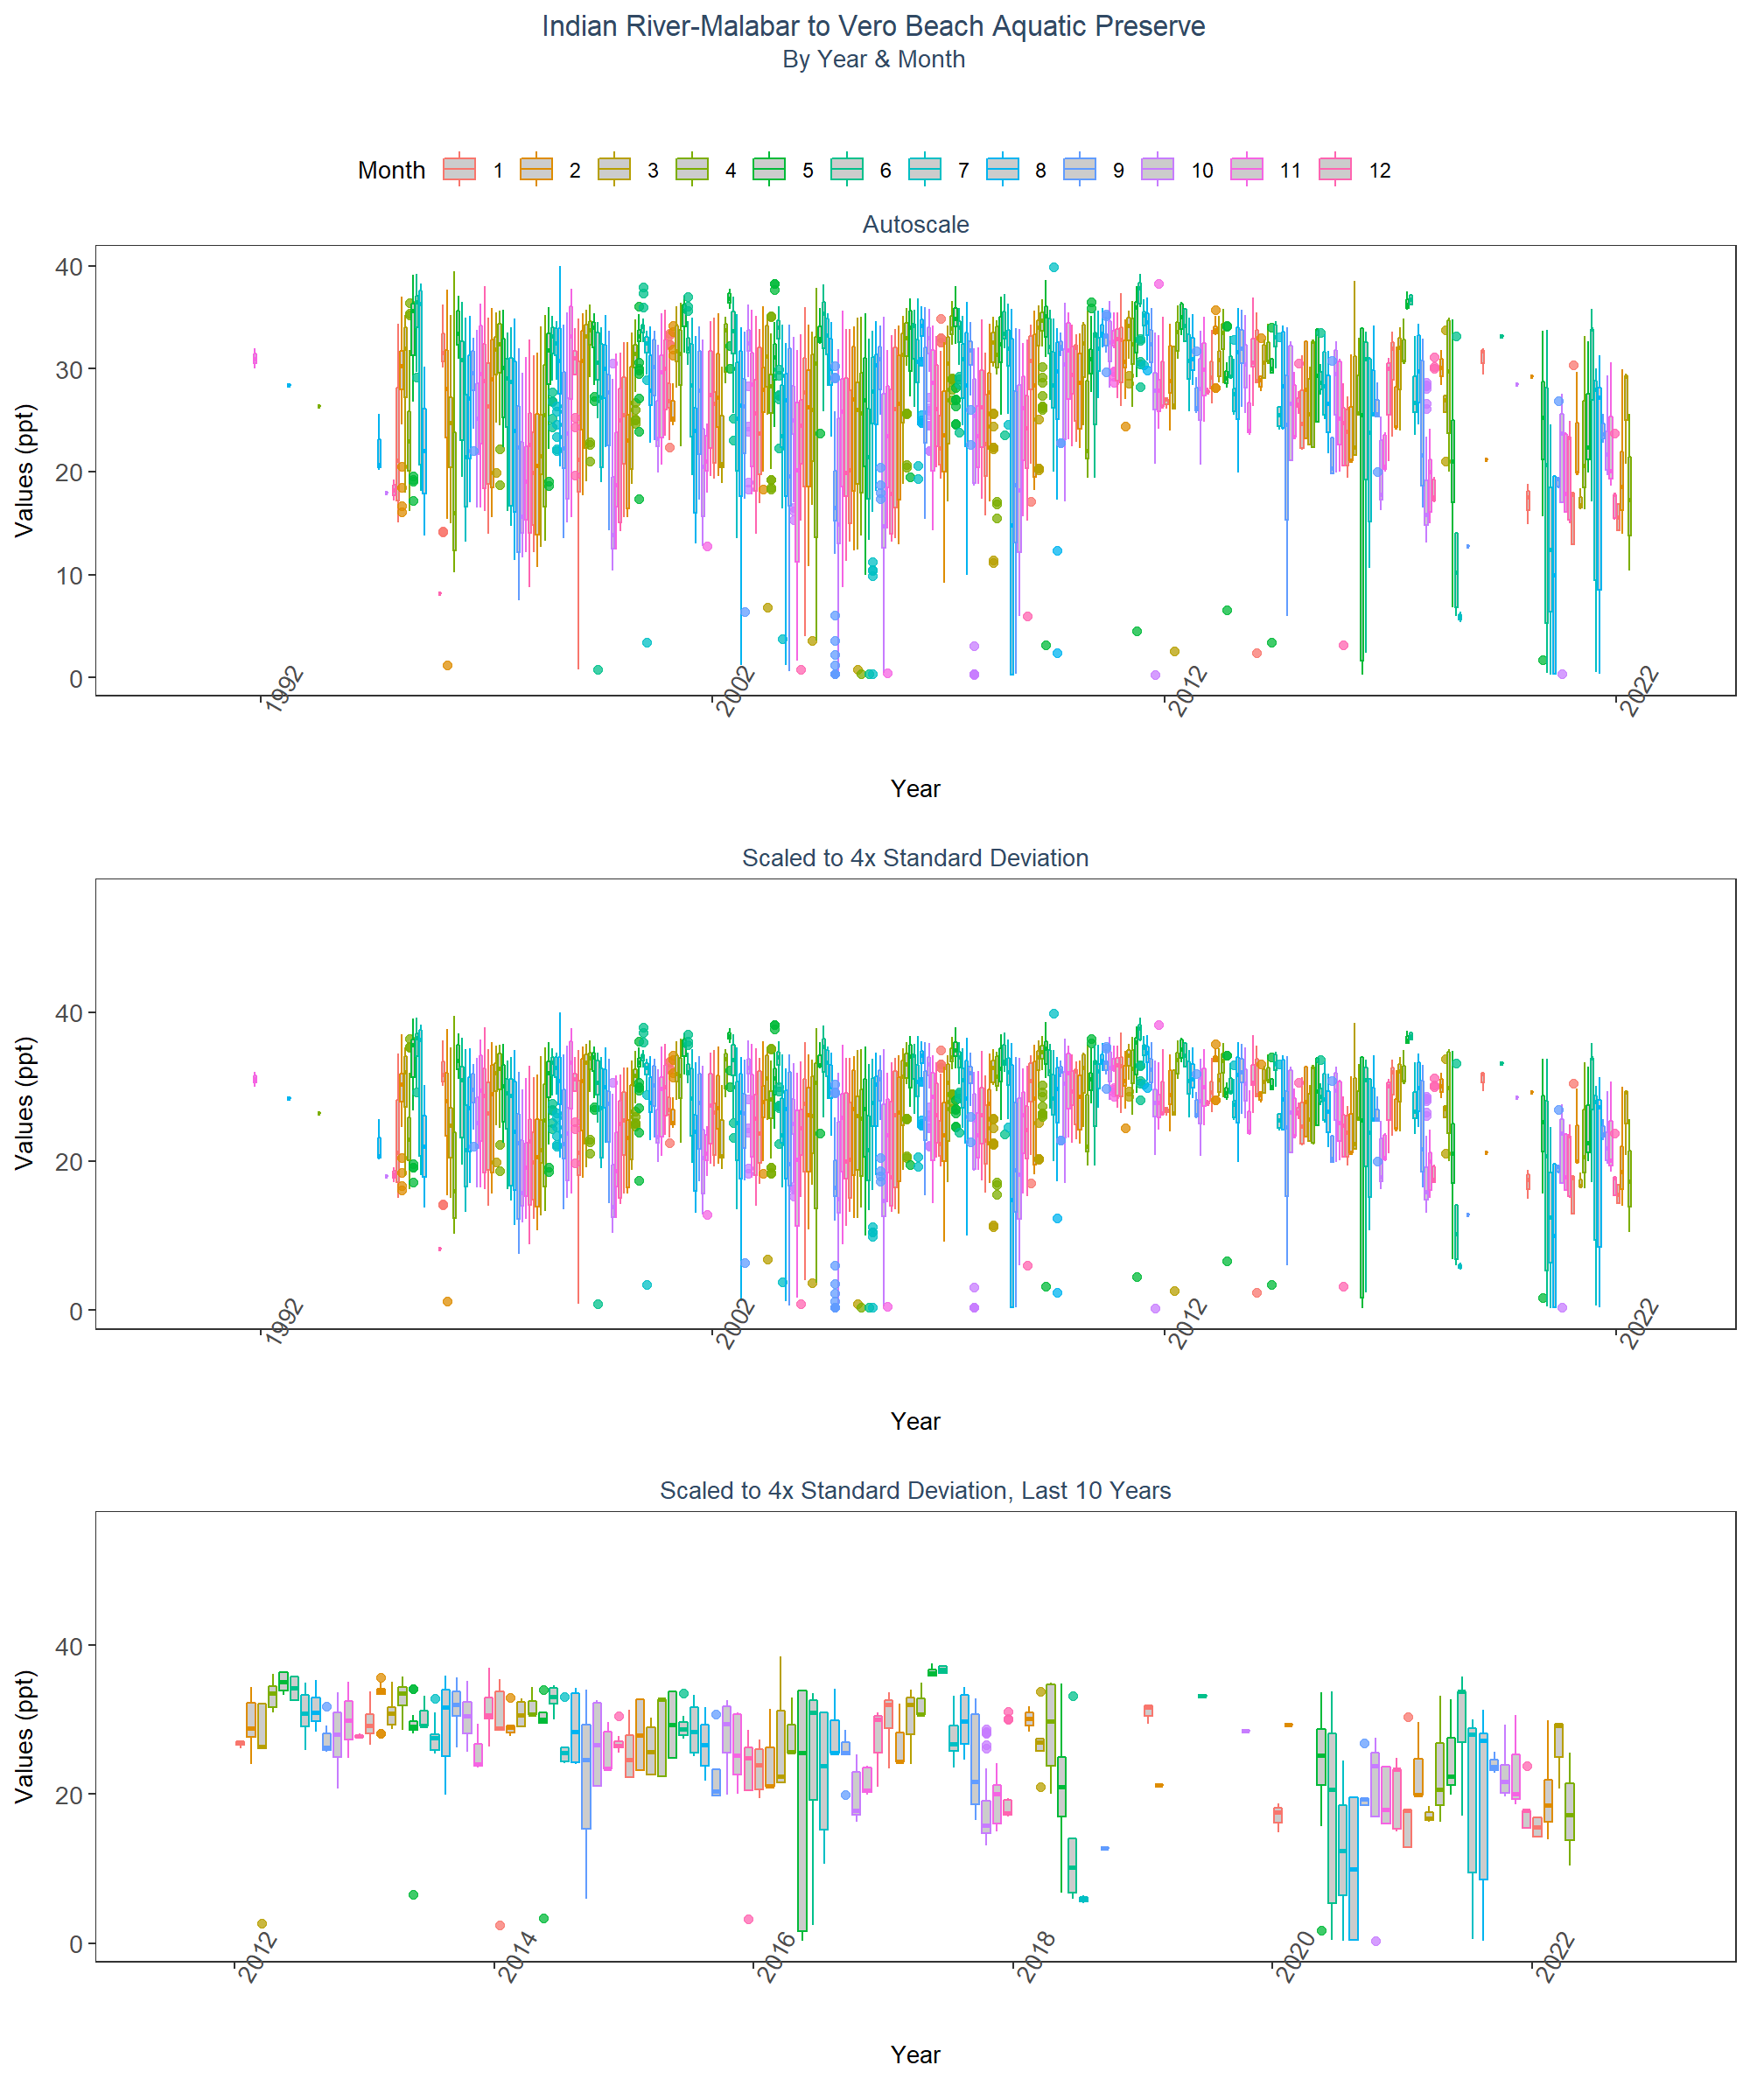 Indian River-Malabar to Vero Beach Aquatic Preserve
By Year & Month
Month 1 2 3 4 5 6 7 8 9 10 11 12
Autoscale
40
30
20
10
0
Values (ppt)
1992 2002 2012 2022
Year
Scaled to 4x Standard Deviation
40
20
0
Values (ppt)
1992 2002 2012 2022
Year
Scaled to 4x Standard Deviation, Last 10 Years
40
20
0
Values (ppt)
2012 2014 2016 2018 2020 2022
Year